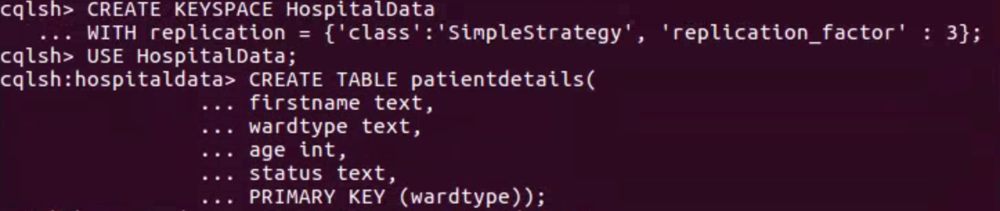 cqlsh> CREATE KEYSPACE HospitalData
... WITH replication = {'class':'SimpleStrategy', 'replication_factor' : 3};
cqlsh> USE HospitalData;
cqlsh:hospitaldata> CREATE TABLE patientdetails(
... firstname text,
... wardtype text,
... age int,
... status text,
... PRIMARY KEY (wardtype));